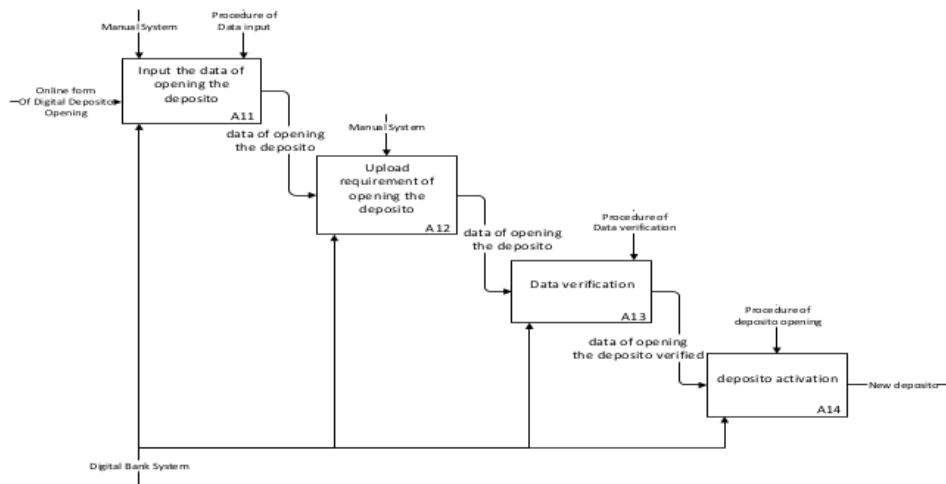 Manual System
Procedure of
Data input
Input the data of
opening the
deposito
A11
Online form
Of Digital Deposito
Opening
data of opening
the deposito
Manual System
Upload
requirement of
opening the
deposito
A12
data of opening
the deposito
Procedure of
Data verification
Data verification
A13
data of opening
the deposito verified
Procedure of
deposito opening
deposito activation
A14
New deposito
Digital Bank System